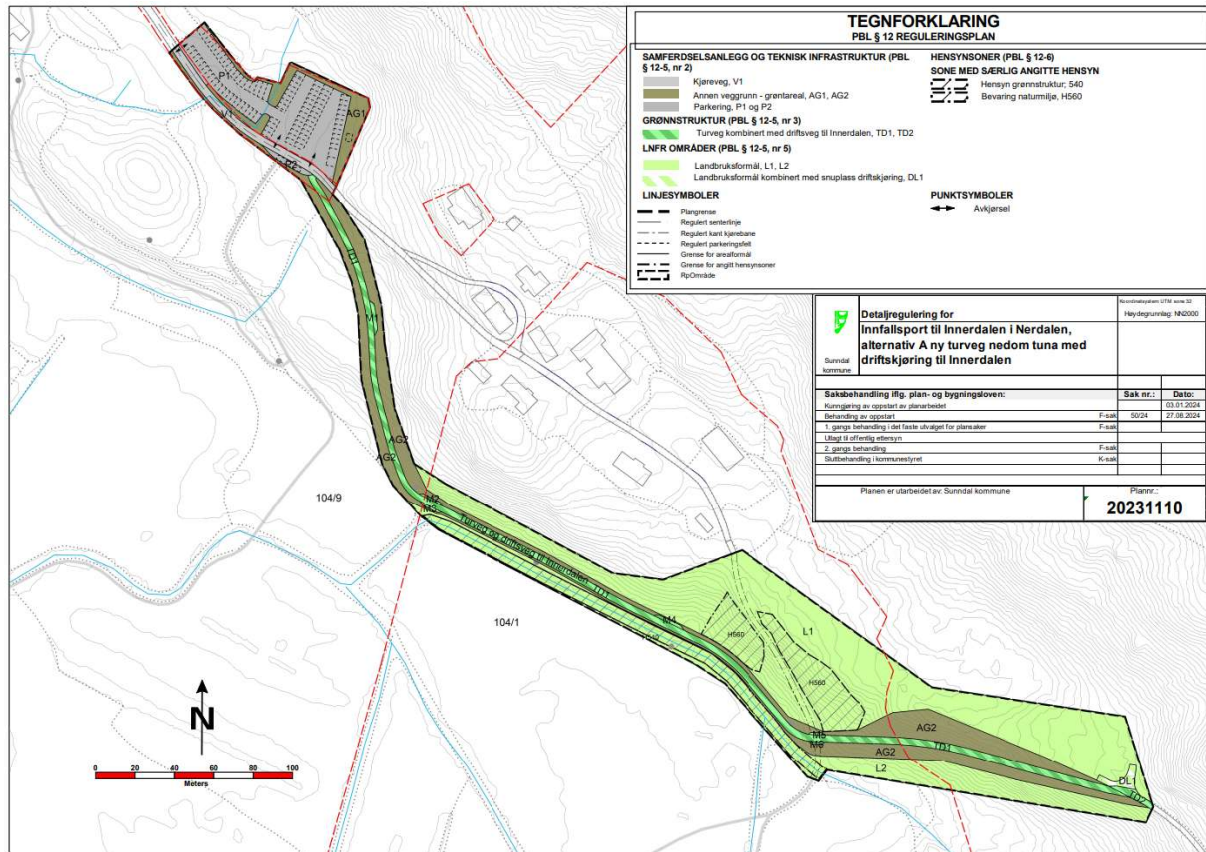 TEGNFORKLARING
PBL § 12 REGULERINGSPLAN
SAMFERDSELSANLEGG OG TEKNISK INFRASTRUKTUR (PBL
§ 12-5, nr 2)
Kjøreveg, V1
Annen veggrunn - grøntareal, AG1, AG2
Parkering, P1 og P2
GRØNNSTRUKTUR (PBL § 12-5, nr 3)
Turveg kombinert med driftsveg til Innerdalen, TD1, TD2
LNFR OMRÅDER (PBL § 12-5, nr 5)
Landbruksformål, L1, L2
Landbruksformål kombinert med snuplass driftskjøring, DL1
LINJESYMBOLER
Plangrense
Regulert senterlinje
Regulert kant kjørebane
Regulert parkeringsfelt
Grense for arealformål
Grense for angitt hensynsoner
RpOmråde
HENSYNSONER (PBL § 12-6)
SONE MED SÆRLIG ANGITTE HENSYN
Hensyn grønnstruktur, 540
Bevaring naturmiljø, H560
PUNKTSYMBOLER
Avkjørsel
Koordinatsystem: UTM sone 32
Høydegrunnlag: NN2000
Sunndal
kommune
Detaljregulering for
Innfallsport til Innerdalen i Nerdalen,
alternativ A ny turveg nedom tuna med
driftskjøring til Innerdalen
Saksbehandling iflg. plan- og bygningsloven: Sak nr.: Dato:
Kunngjøring av oppstart av planarbeidet 03.01.2024
Behandling av oppstart F-sak 50/24 27.08.2024
1. gangs behandling i det faste utvalget for plansaker F-sak
Utlagt til offentlig ettersyn
2. gangs behandling F-sak
Sluttbehandling i kommunestyret K-sak
Planen er utarbeidet av: Sunndal kommune
Plannr.:
20231110
P1
V1
AG1
P2
TD1
V1
AG2
AG2
M2
M3
104/9
Turveg og driftsveg til Innerdalen
TD1
104/1
M4
H540
H560
L1
H560
M5
M6
AG2
AG2
TD1
L2
DL1
TD2
N
0 20 40 60 80 100
Meters